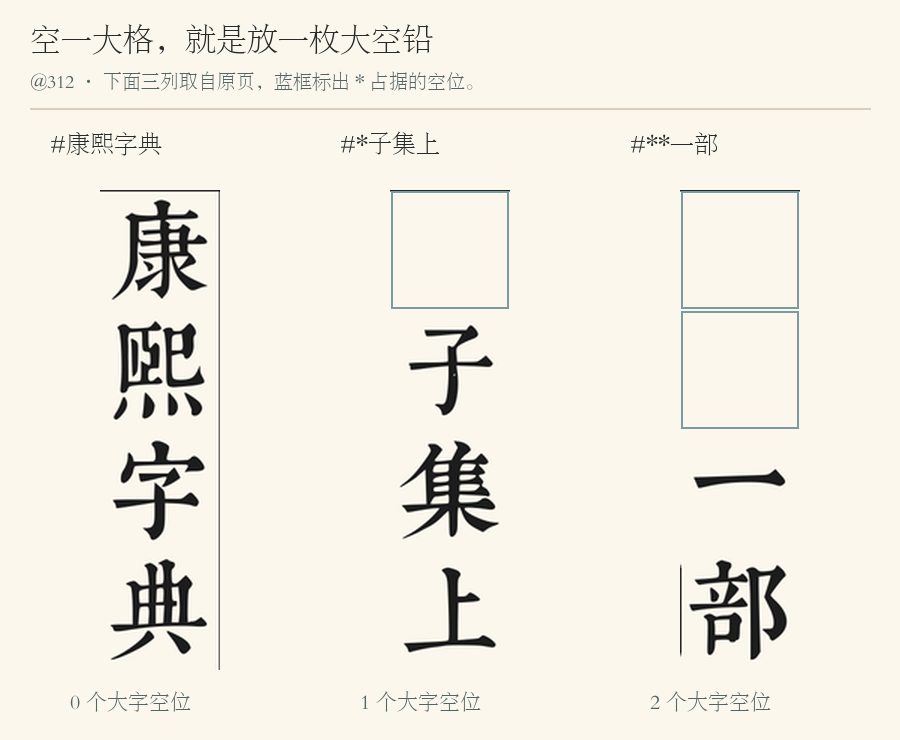 空一大格，就是放一枚大空铅
@312 · 下面三列取自原页，蓝框标出 * 占据的空位。
#康熙字典
#*子集上
#**一部
康熙字典
子集上
一部
0 个大字空位
1 个大字空位
2 个大字空位